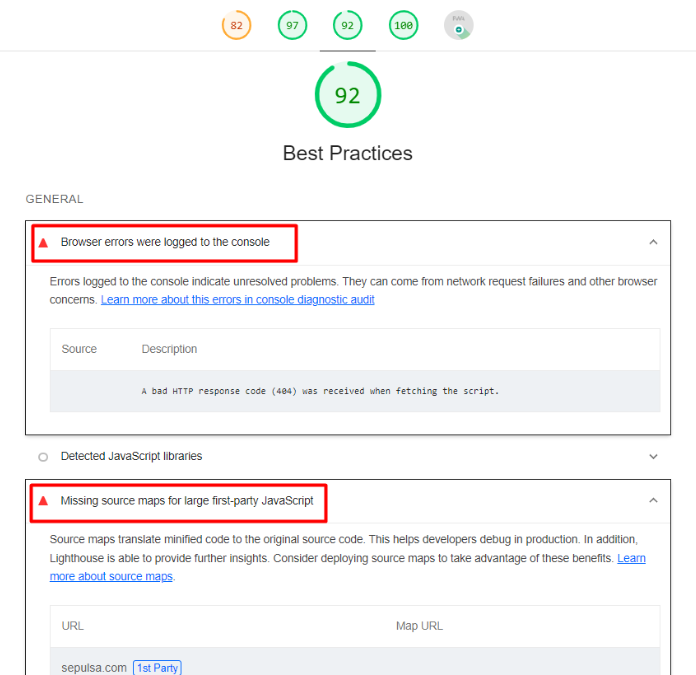 82 97 92 100 PWA
92
Best Practices
GENERAL
Browser errors were logged to the console
Errors logged to the console indicate unresolved problems. They can come from network request failures and other browser
concerns. Learn more about this errors in console diagnostic audit
Source Description
A bad HTTP response code (404) was received when fetching the script.
Detected JavaScript libraries
Missing source maps for large first-party JavaScript
Source maps translate minified code to the original source code. This helps developers debug in production. In addition,
Lighthouse is able to provide further insights. Consider deploying source maps to take advantage of these benefits. Learn
more about source maps.
URL Map URL
sepulsa.com 1st Party